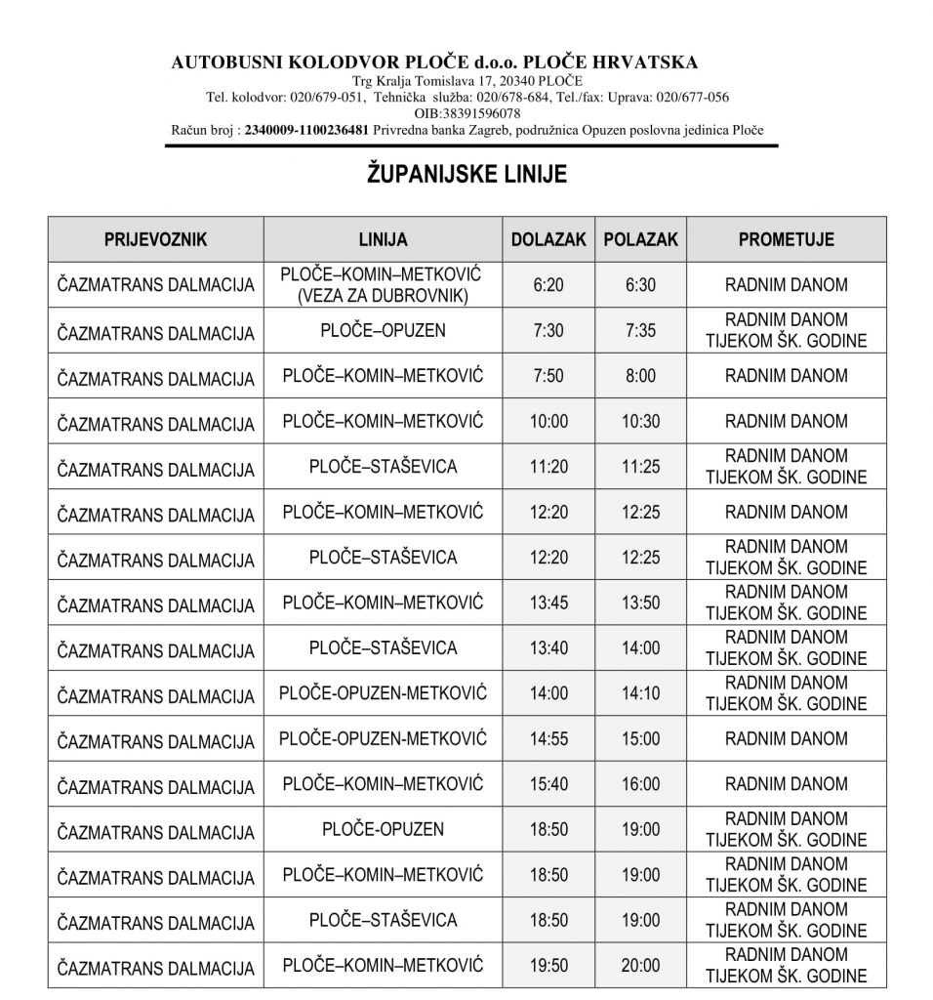 AUTOBUSNI KOLODVOR PLOČE d.o.o. PLOČE HRVATSKA
Trg Kralja Tomislava 17, 20340 PLOČE
Tel. kolodvor: 020/679-051, Tehnička služba: 020/678-684, Tel./fax: Uprava: 020/677-056
OIB:38391596078
Račun broj : 2340009-1100236481 Privredna banka Zagreb, podružnica Opuzen poslovna jedinica Ploče
ŽUPANIJSKE LINIJE
PRIJEVOZNIK LINIJA DOLAZAK POLAZAK PROMETUJE
ČAZMATRANS DALMACIJA PLOČE–KOMIN–METKOVIĆ 6:20 6:30 RADNIM DANOM
(VEZA ZA DUBROVNIK)
ČAZMATRANS DALMACIJA PLOČE–OPUZEN 7:30 7:35 RADNIM DANOM
TIJEKOM ŠK. GODINE
ČAZMATRANS DALMACIJA PLOČE–KOMIN–METKOVIĆ 7:50 8:00 RADNIM DANOM
ČAZMATRANS DALMACIJA PLOČE–KOMIN–METKOVIĆ 10:00 10:30 RADNIM DANOM
ČAZMATRANS DALMACIJA PLOČE–STAŠEVICA 11:20 11:25 RADNIM DANOM
TIJEKOM ŠK. GODINE
ČAZMATRANS DALMACIJA PLOČE–KOMIN–METKOVIĆ 12:20 12:25 RADNIM DANOM
ČAZMATRANS DALMACIJA PLOČE–STAŠEVICA 12:20 12:25 RADNIM DANOM
TIJEKOM ŠK. GODINE
ČAZMATRANS DALMACIJA PLOČE–KOMIN–METKOVIĆ 13:45 13:50 RADNIM DANOM
TIJEKOM ŠK. GODINE
ČAZMATRANS DALMACIJA PLOČE–STAŠEVICA 13:40 14:00 RADNIM DANOM
TIJEKOM ŠK. GODINE
ČAZMATRANS DALMACIJA PLOČE-OPUZEN-METKOVIĆ 14:00 14:10 RADNIM DANOM
TIJEKOM ŠK. GODINE
ČAZMATRANS DALMACIJA PLOČE-OPUZEN-METKOVIĆ 14:55 15:00 RADNIM DANOM
ČAZMATRANS DALMACIJA PLOČE–KOMIN–METKOVIĆ 15:40 16:00 RADNIM DANOM
ČAZMATRANS DALMACIJA PLOČE-OPUZEN 18:50 19:00 RADNIM DANOM
TIJEKOM ŠK. GODINE
ČAZMATRANS DALMACIJA PLOČE–KOMIN–METKOVIĆ 18:50 19:00 RADNIM DANOM
TIJEKOM ŠK. GODINE
ČAZMATRANS DALMACIJA PLOČE–STAŠEVICA 18:50 19:00 RADNIM DANOM
TIJEKOM ŠK. GODINE
ČAZMATRANS DALMACIJA PLOČE–KOMIN–METKOVIĆ 19:50 20:00 RADNIM DANOM
TIJEKOM ŠK. GODINE